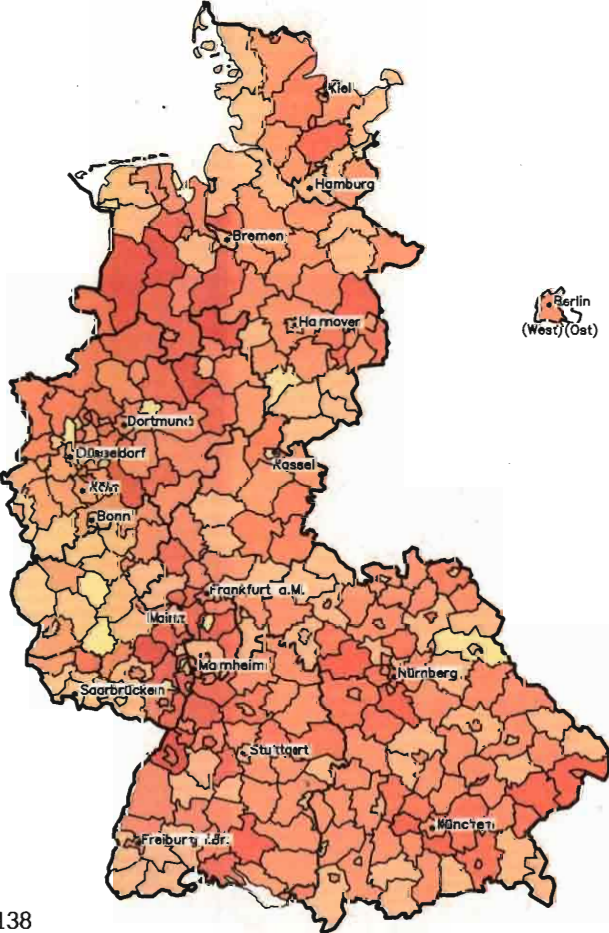 Kiel
Hamburg
Bremen
Berlin
(West)(Ost)
Hannover
Dortmund
Düsseldorf
Kassel
Köln
Bonn
Frankfurt a.M.
Mainz
Mannheim
Nürnberg
Saarbrücken
Stuttgart
München
Freiburg i.Br.
138